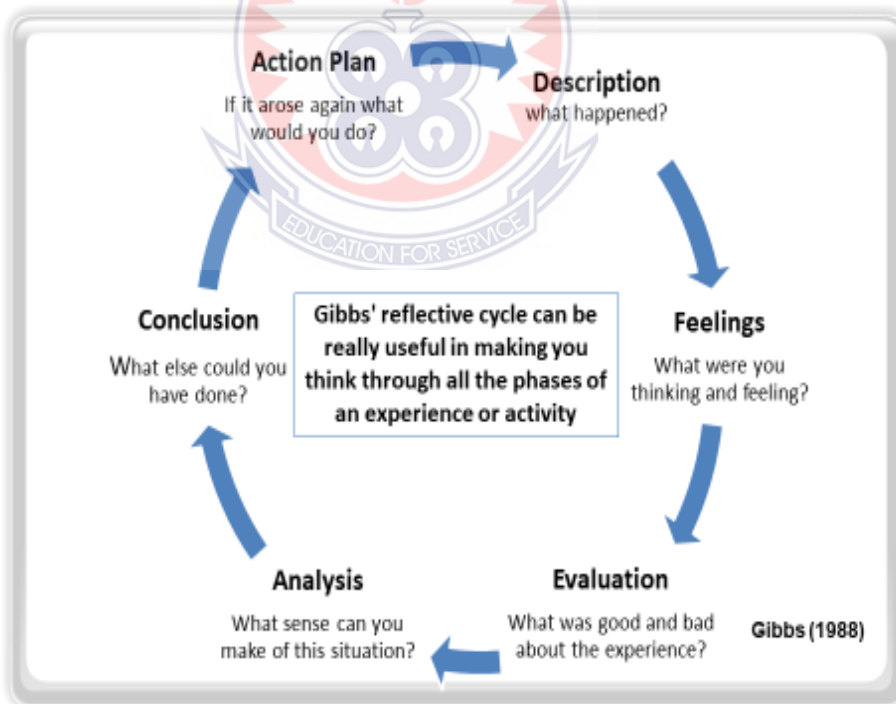 Action Plan
If it arose again what
would you do?
Description
what happened?
EDUCATION FOR SERVICE
Feelings
What were you
thinking and feeling?
Evaluation
What was good and bad
about the experience?
Gibbs (1988)
Analysis
What sense can you
make of this situation?
Conclusion
What else could you
have done?
Gibbs' reflective cycle can be
really useful in making you
think through all the phases of
an experience or activity